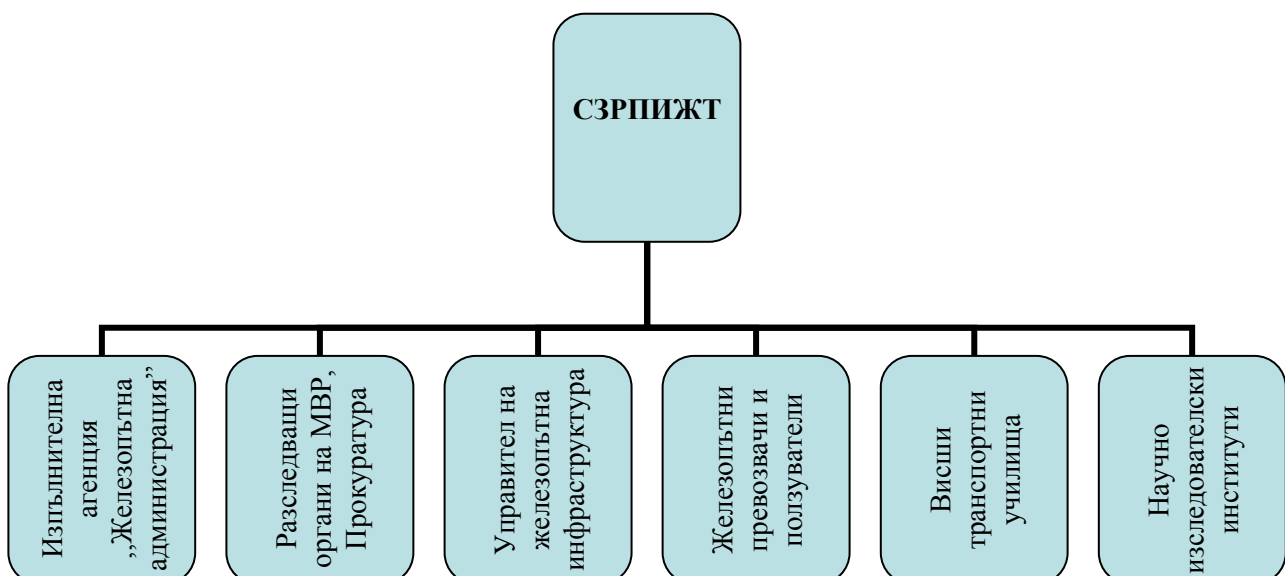 СЗРПИЖТ
Изпълнителна
агенция
,,Железопътна
администрация”
Разследващи
органи на МВР,
Прокуратура
Управител на
железопътна
инфраструктура
Железопътни
превозвачи и
ползуватели
Висши
транспортни
училища
Научно
изследователски
институти